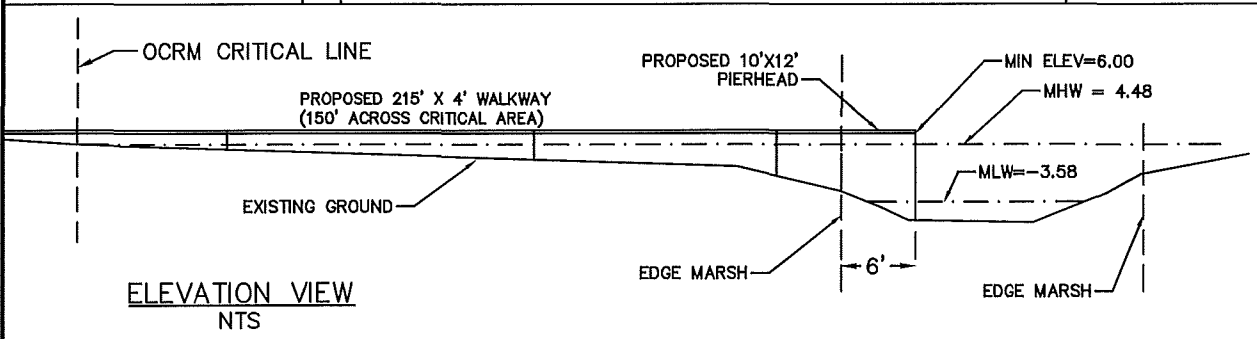 OCRM CRITICAL LINE
PROPOSED 10'X12'
PIERHEAD
MIN ELEV=6.00
MHW = 4.48
PROPOSED 215' X 4' WALKWAY
(150' ACROSS CRITICAL AREA)
MLW=-3.58
EXISTING GROUND
EDGE MARSH
6'
EDGE MARSH
ELEVATION VIEW
NTS